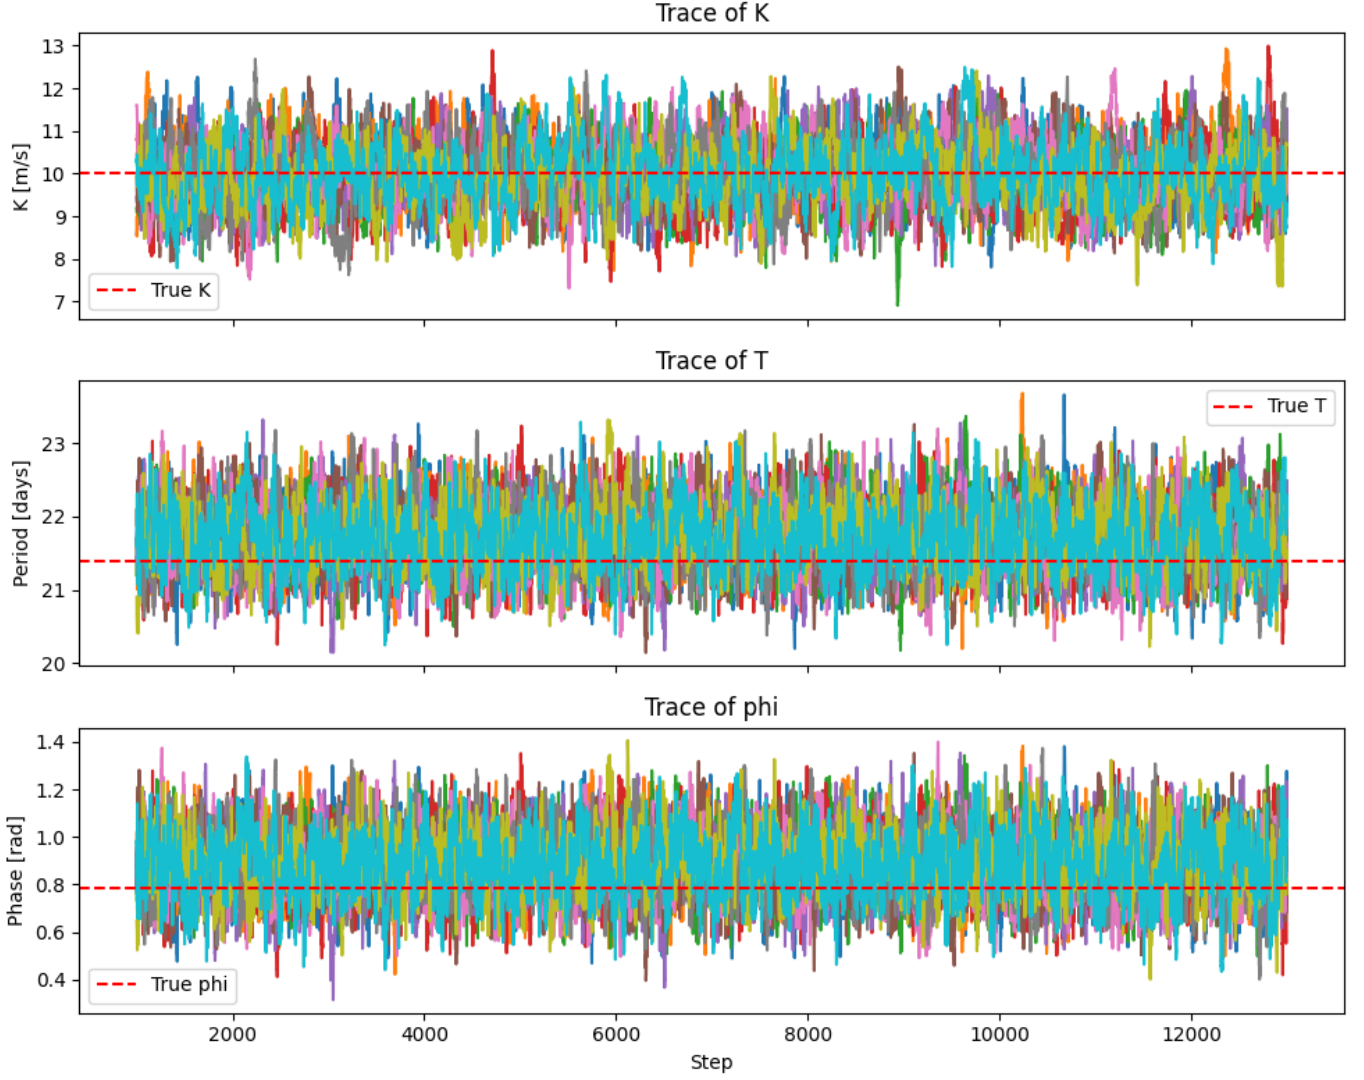 Trace of K
K [m/s]
13
12
11
10
9
8
7
True K
Trace of T
Period [days]
23
22
21
20
True T
Trace of phi
Phase [rad]
1.4
1.2
1.0
0.8
0.6
0.4
True phi
2000 4000 6000 8000 10000 12000
Step